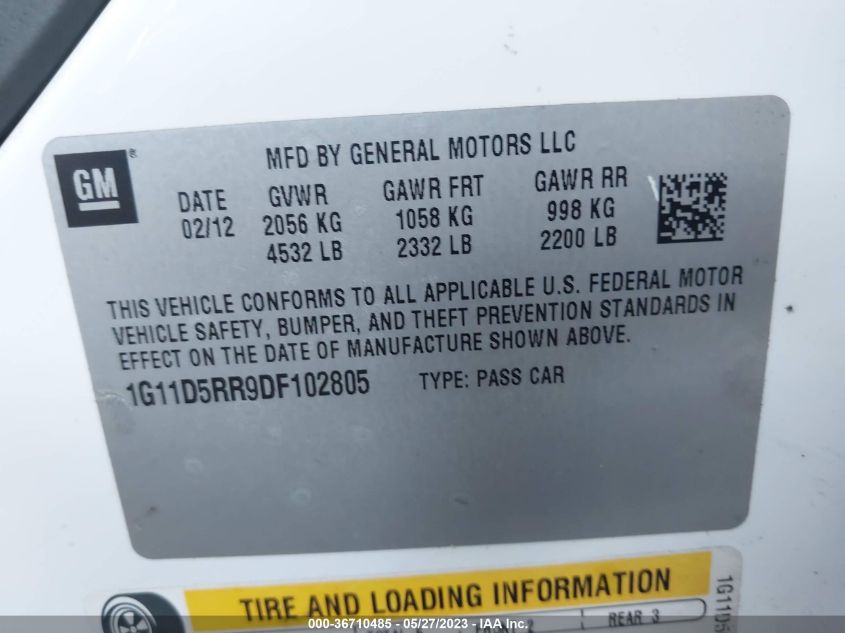 GM
MFD BY GENERAL MOTORS LLC
DATE GVWR GAWR FRT GAWR RR
02/12 2056 KG 1058 KG 998 KG
4532 LB 2332 LB 2200 LB
THIS VEHICLE CONFORMS TO ALL APPLICABLE U.S. FEDERAL MOTOR
VEHICLE SAFETY, BUMPER, AND THEFT PREVENTION STANDARDS IN
EFFECT ON THE DATE OF MANUFACTURE SHOWN ABOVE.
1G11D5RR9DF102805 TYPE: PASS CAR
TIRE AND LOADING INFORMATION
1G11D5
REAR 3
000-36710485 - 05/27/2023 - Copyright IAA, Inc.